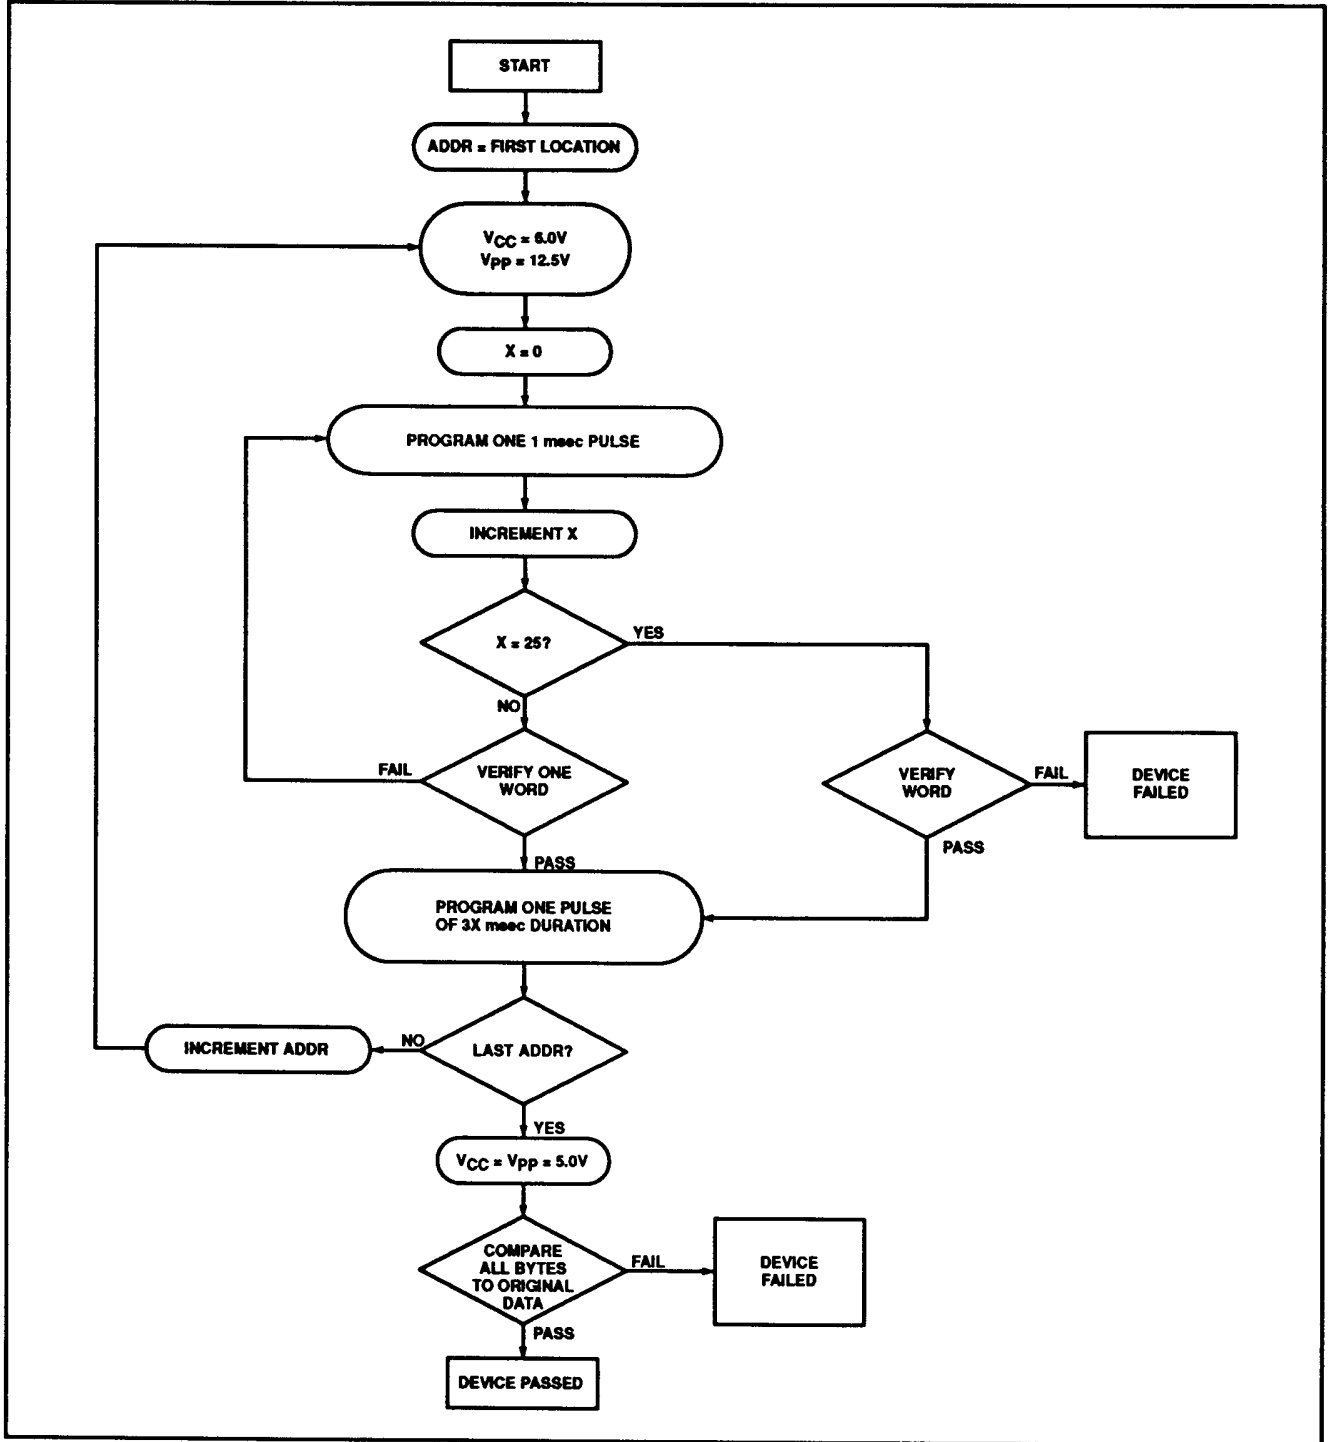 START
ADDR = FIRST LOCATION
VCC = 6.0V
VPP = 12.5V
X = 0
PROGRAM ONE 1 msec PULSE
INCREMENT X
X = 25?
YES
NO
VERIFY ONE
WORD
FAIL
PASS
VERIFY
WORD
FAIL
DEVICE
FAILED
PASS
PROGRAM ONE PULSE
OF 3X msec DURATION
LAST ADDR?
NO
INCREMENT ADDR
YES
VCC = VPP = 5.0V
COMPARE
ALL BYTES
TO ORIGINAL
DATA
FAIL
DEVICE
FAILED
PASS
DEVICE PASSED